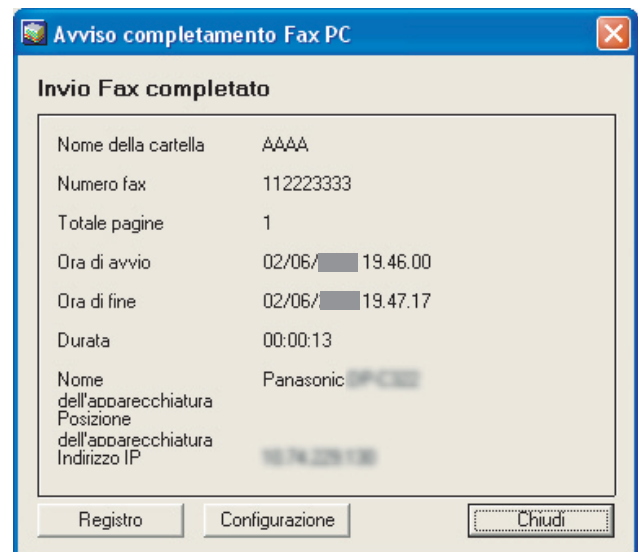 Avviso completamento Fax PC
Invio Fax completato
Nome della cartella AAAA
Numero fax 112223333
Totale pagine 1
Ora di avvio 02/06/ 19.46.00
Ora di fine 02/06/ 19.47.17
Durata 00:00:13
Nome Panasonic
dell'apparecchiatura
Posizione
dell'apparecchiatura
Indirizzo IP
Registro Configurazione Chiudi